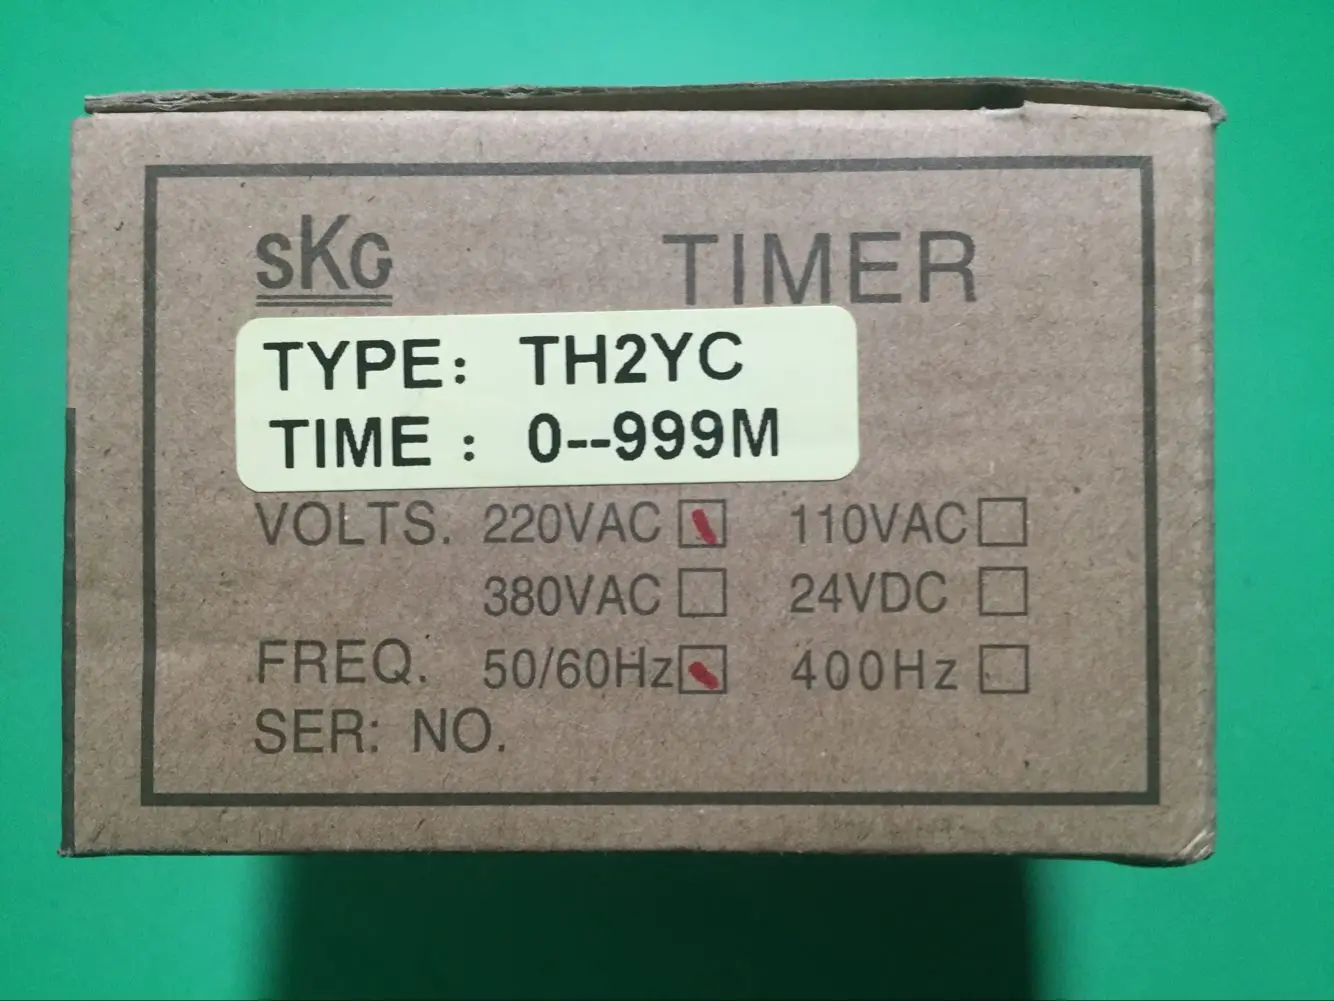 sKG TIMER
TYPE: TH2YC
TIME : 0--999M
VOLTS. 220VAC 110VAC
380VAC 24VDC
FREQ. 50/60Hz 400Hz
SER: NO.